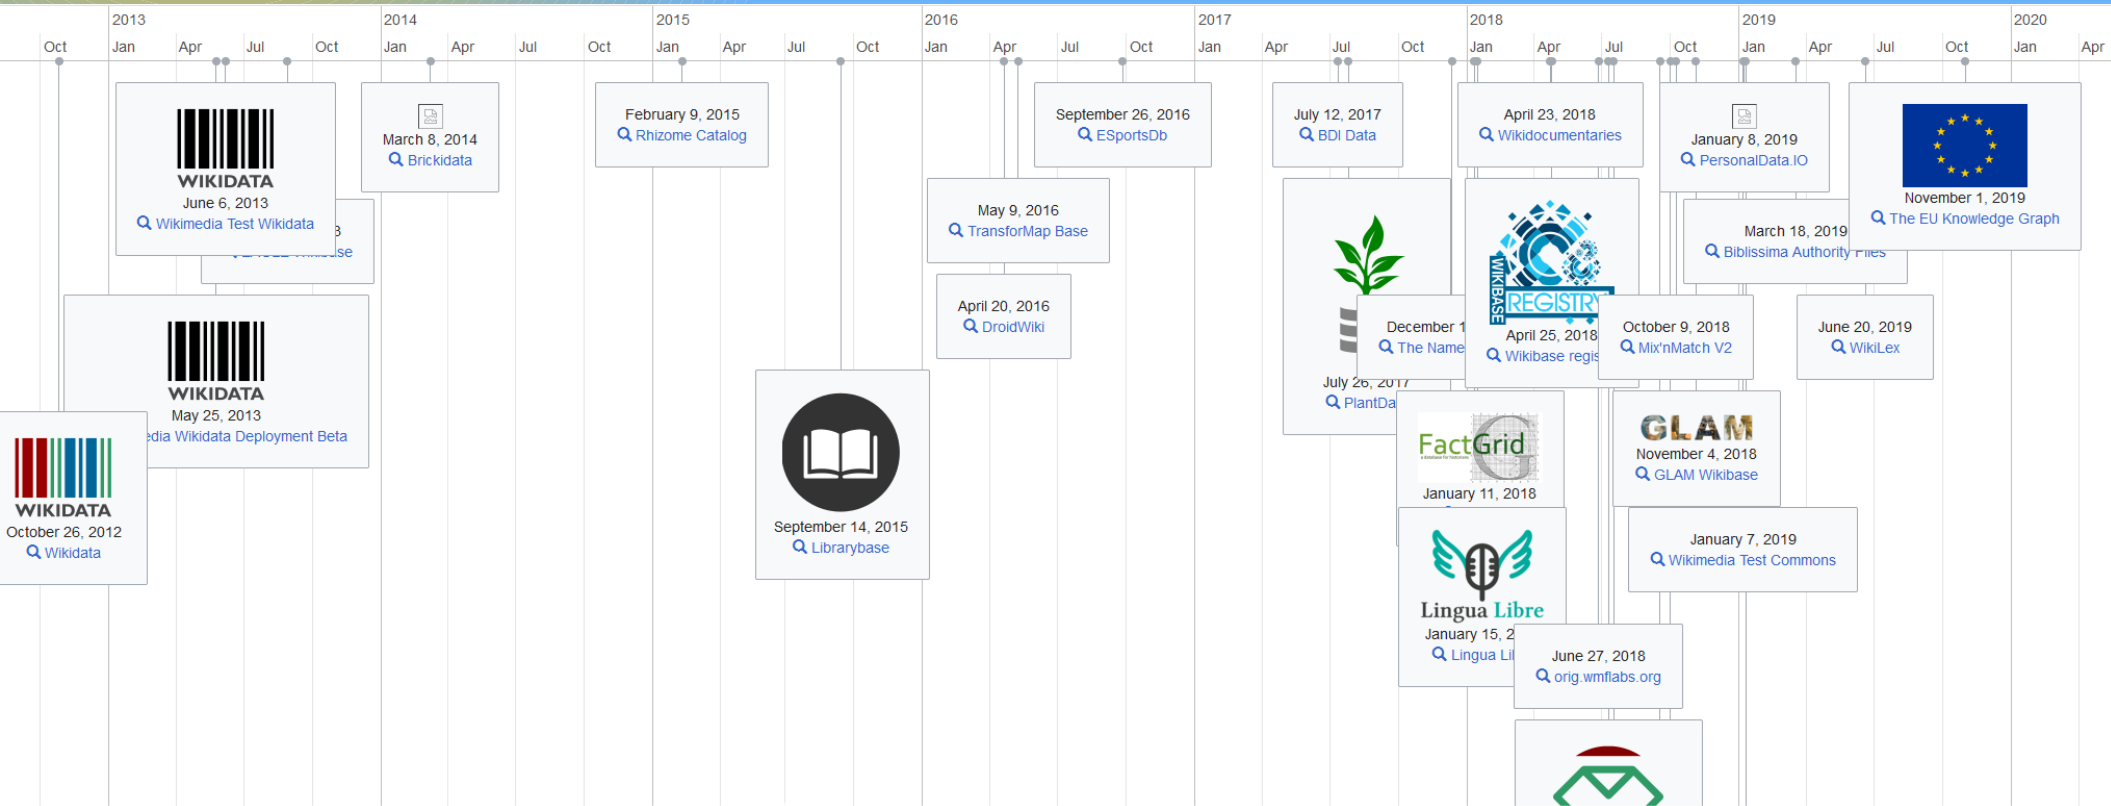 2013 2014 2015 2016 2017 2018 2019 2020
Oct Jan Apr Jul Oct Jan Apr Jul Oct Jan Apr Jul Oct Jan Apr Jul Oct Jan Apr Jul Oct Jan Apr Jul Oct Jan Apr Jul Oct Jan Apr
WIKIDATA
June 6, 2013
Wikimedia Test Wikidata
3
WIKIDATA
May 25, 2013
edia Wikidata Deployment Beta
WIKIDATA
October 26, 2012
Wikidata
March 8, 2014
Brickidata
February 9, 2015
Rhizome Catalog
September 14, 2015
Librarybase
September 26, 2016
ESportsDb
May 9, 2016
TransforMap Base
April 20, 2016
DroidWiki
July 12, 2017
BDI Data
July 26, 2017
PlantDa
December 1
The Name
April 23, 2018
Wikidocumentaries
WIKIBASE
REGISTRY
April 25, 2018
Wikibase regis
FactGrid
January 11, 2018
Lingua Libre
January 15, 2
Lingua Li
June 27, 2018
orig.wmflabs.org
October 9, 2018
Mix'nMatch V2
GLAM
November 4, 2018
GLAM Wikibase
January 7, 2019
Wikimedia Test Commons
January 8, 2019
PersonalData.IO
March 18, 2019
Biblissima Authority Files
June 20, 2019
WikiLex
November 1, 2019
The EU Knowledge Graph